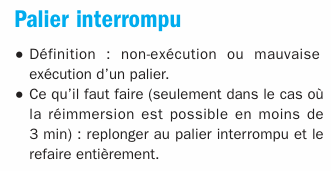 Palier interrompu
● Définition : non-exécution ou mauvaise
exécution d'un palier.
● Ce qu'il faut faire (seulement dans le cas où
la réimmersion est possible en moins de
3 min) : replonger au palier interrompu et le
refaire entièrement.